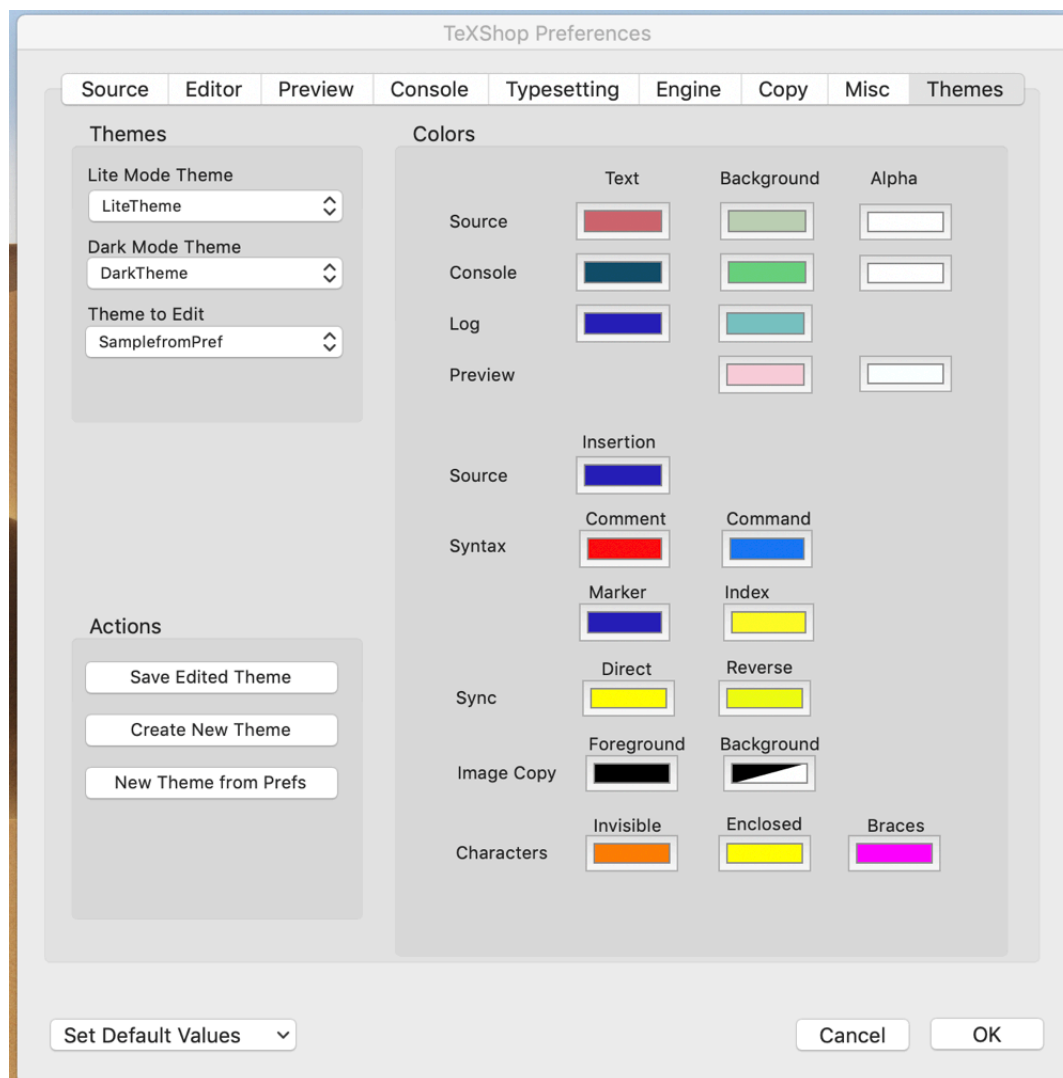 TeXShop Preferences
Source Editor Preview Console Typesetting Engine Copy Misc Themes
Themes
Lite Mode Theme
LiteTheme
Dark Mode Theme
DarkTheme
Theme to Edit
SamplefromPref
Actions
Save Edited Theme
Create New Theme
New Theme from Prefs
Colors
Text Background Alpha
Source
Console
Log
Preview
Insertion
Source
Comment Command
Syntax
Marker Index
Direct Reverse
Sync
Foreground Background
Image Copy
Invisible Enclosed Braces
Characters
Set Default Values
Cancel OK